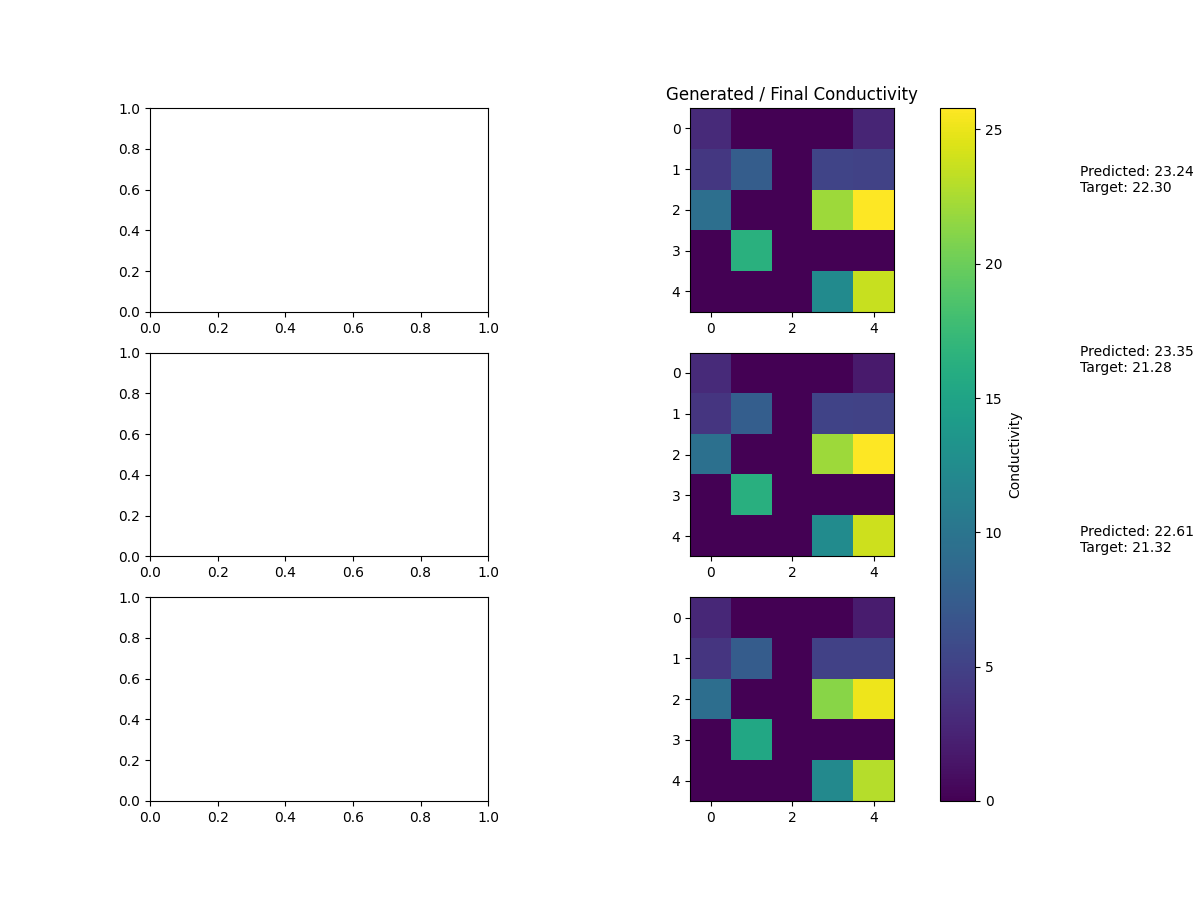 Generated / Final Conductivity
1.0
0.8
0.6
0.4
0.2
0.0
0.0 0.2 0.4 0.6 0.8 1.0
0
1
2
3
4
0 2 4
1.0
0.8
0.6
0.4
0.2
0.0
0.0 0.2 0.4 0.6 0.8 1.0
0
1
2
3
4
0 2 4
1.0
0.8
0.6
0.4
0.2
0.0
0.0 0.2 0.4 0.6 0.8 1.0
0
1
2
3
4
0 2 4
25
20
15
10
5
0
Conductivity
Predicted: 23.24
Target: 22.30
Predicted: 23.35
Target: 21.28
Predicted: 22.61
Target: 21.32